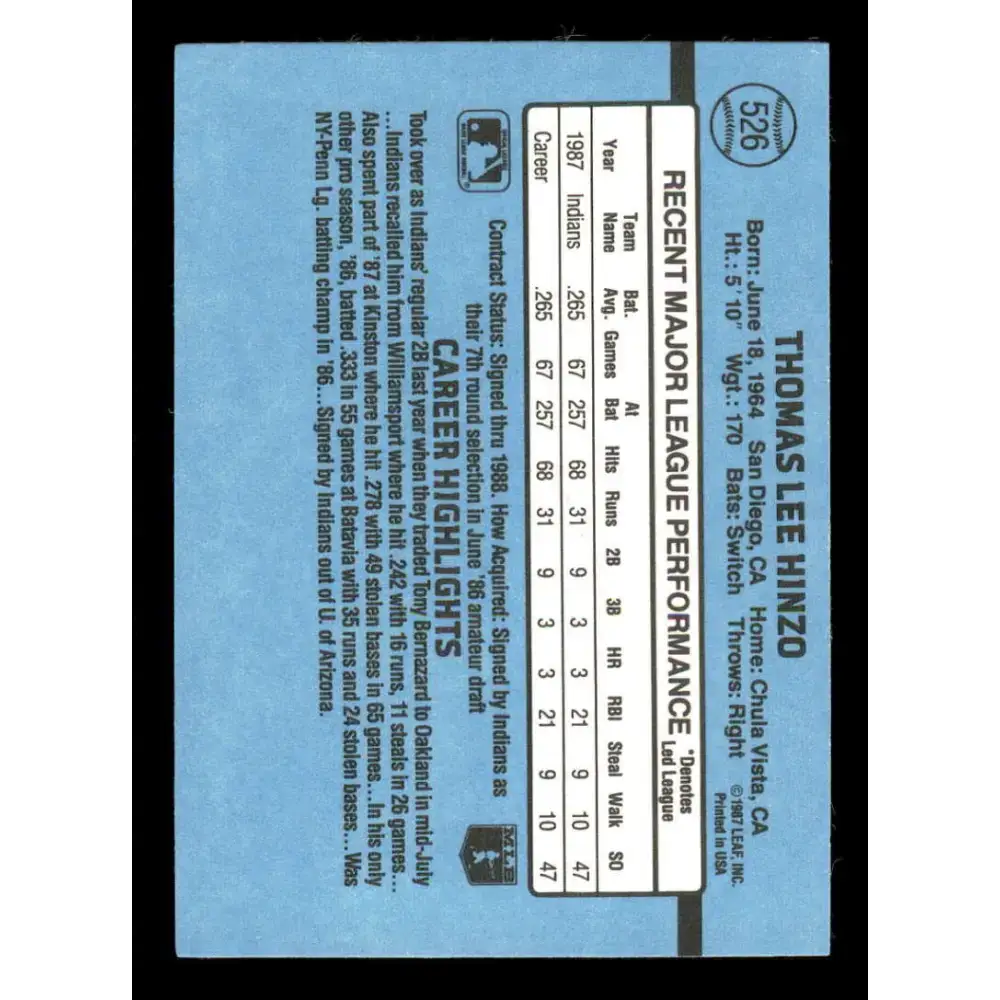 526
THOMAS LEE HINZO
Born: June 18, 1964 San Diego, CA Home: Chula Vista, CA
Ht.: 5'10" Wgt.: 170 Bats: Switch Throws: Right
©1987 LEAF, INC.
Printed in USA
RECENT MAJOR LEAGUE PERFORMANCE *Denotes Led League
Year Team Name Bat. Avg. Games At Bat Hits Runs 2B 3B HR RBI Steal Walk SO
1987 Indians .265 67 257 68 31 9 3 3 21 9 10 47
Career .265 67 257 68 31 9 3 3 21 9 10 47
Contract Status: Signed thru 1988. How Acquired: Signed by Indians as
their 7th round selection in June '86 amateur draft
MLB
CAREER HIGHLIGHTS
Took over as Indians' regular 2B last year when they traded Tony Bernazard to Oakland in mid-July
...Indians recalled him from Williamsport where he hit .242 with 16 runs, 11 steals in 26 games...
Also spent part of '87 at Kinston where he hit .278 with 49 stolen bases in 65 games...In his only
other pro season, '86, batted .333 in 55 games at Batavia with 35 runs and 24 stolen bases...Was
NY-Penn Lg. batting champ in '86...Signed by Indians out of U. of Arizona.